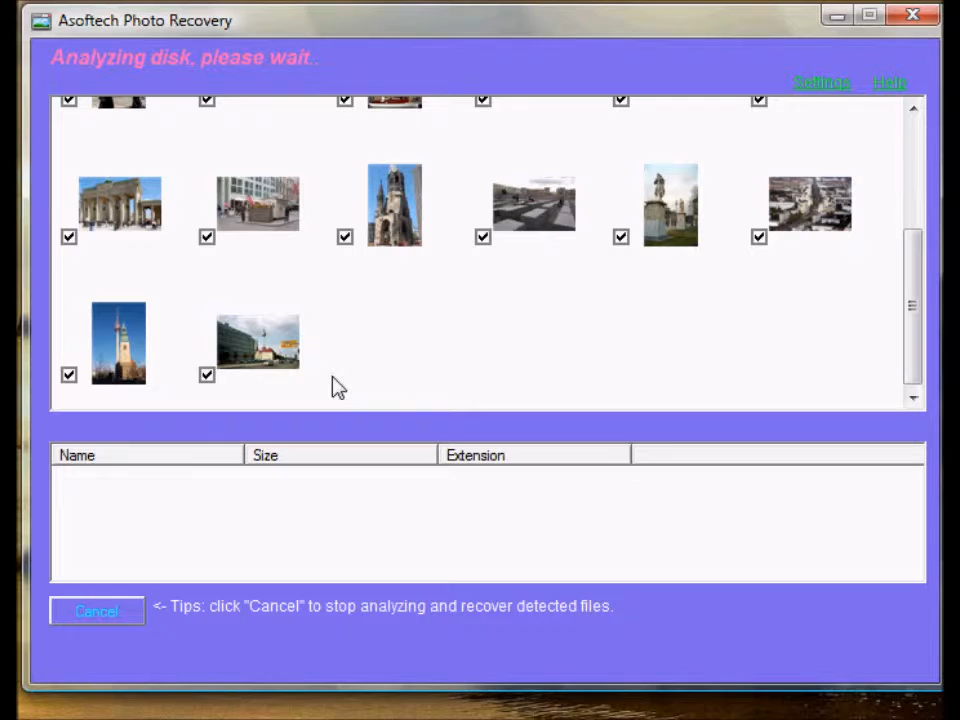 Asoftech Photo Recovery
Analyzing disk, please wait..
Settings Help
Name Size Extension
Cancel <- Tips: click "Cancel" to stop analyzing and recover detected files.